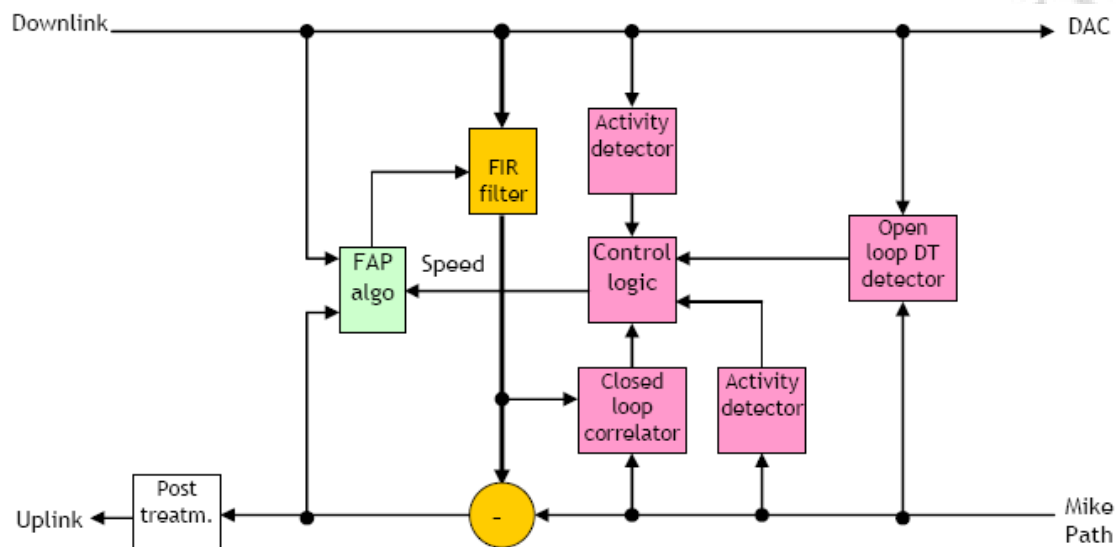 Downlink
DAC
Activity
detector
FIR
filter
Open
loop DT
detector
FAP
algo
Speed
Control
logic
Closed
loop
correlator
Activity
detector
Post
treatm.
Uplink
-
Mike
Path